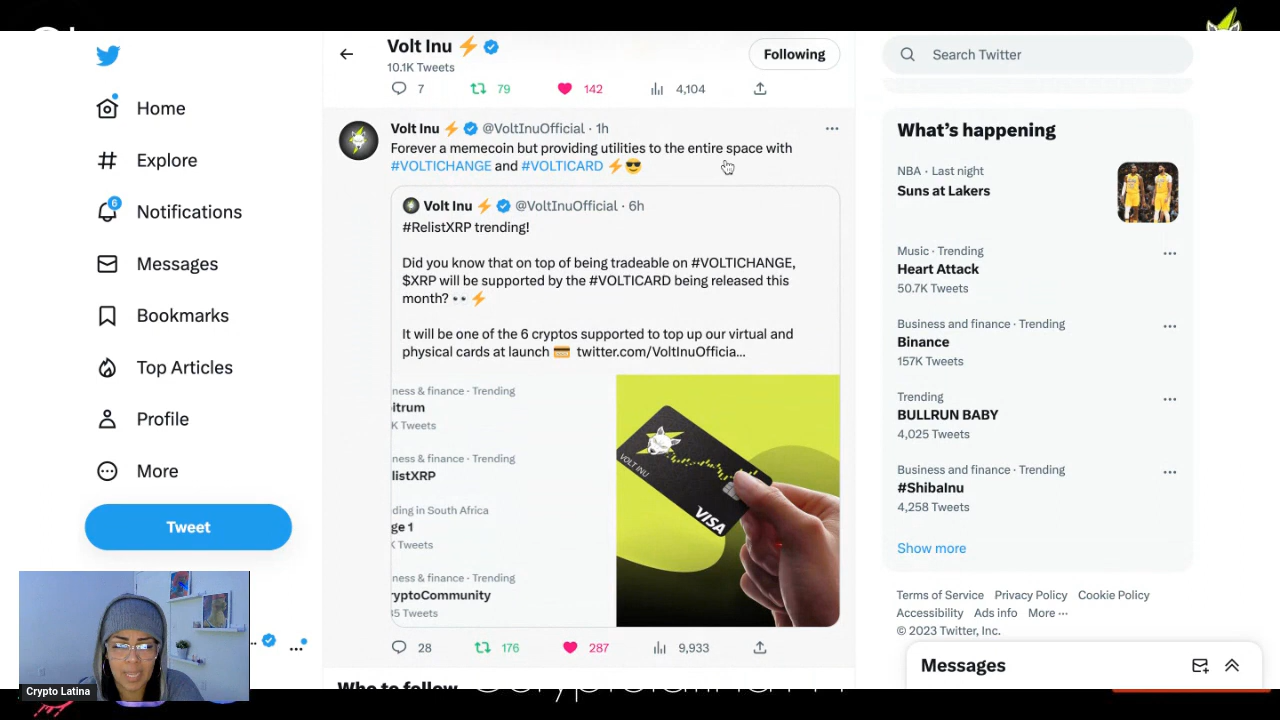 Home
Explore
6
Notifications
Messages
Bookmarks
Top Articles
Profile
More
Tweet
Crypto Latina
Volt Inu
10.1K Tweets
Following
7
79
142
4,104
Volt Inu ⚡ @VoltInuOfficial · 1h
Forever a memecoin but providing utilities to the entire space with
#VOLTICHANGE and #VOLTICARD ⚡😎
Volt Inu ⚡ @VoltInuOfficial · 6h
#RelistXRP trending!
Did you know that on top of being tradeable on #VOLTICHANGE,
$XRP will be supported by the #VOLTICARD being released this
month? 👀 ⚡
It will be one of the 6 cryptos supported to top up our virtual and
physical cards at launch 💳 twitter.com/VoltInuOfficia...
ness & finance · Trending
itrum
K Tweets
ness & finance · Trending
listXRP
ding in South Africa
ge 1
K Tweets
ness & finance · Trending
ryptoCommunity
35 Tweets
VOLT INU
VISA
28
176
287
9,933
Who to follow
Search Twitter
What's happening
NBA · Last night
Suns at Lakers
Music · Trending
Heart Attack
50.7K Tweets
Business and finance · Trending
Binance
157K Tweets
Trending
BULLRUN BABY
4,025 Tweets
Business and finance · Trending
#ShibaInu
4,258 Tweets
Show more
Terms of Service Privacy Policy Cookie Policy
Accessibility Ads info More ···
© 2023 Twitter, Inc.
Messages